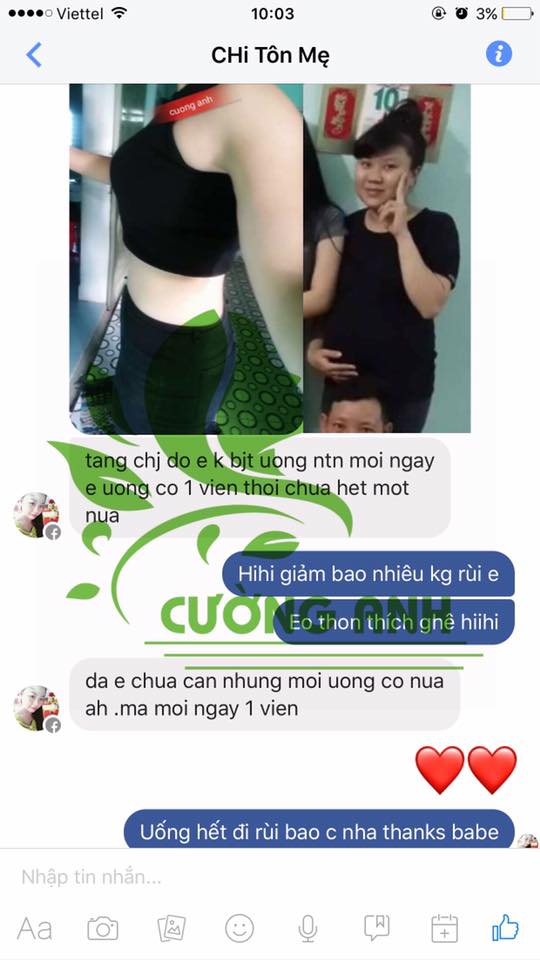 Viettel
10:03
3%
CHi Tôn Mẹ
cuong anh
10
tang chj do e k bjt uong ntn moi ngay
e uong co 1 vien thoi chua het mot
nua
Hihi giảm bao nhiêu kg rùi e
CƯỜNG ANH
Eo thon thích ghê hiihi
da e chua can nhung moi uong co nua
ah .ma moi ngay 1 vien
Uống hết đi rùi bao c nha thanks babe
Nhập tin nhắn...
Aa